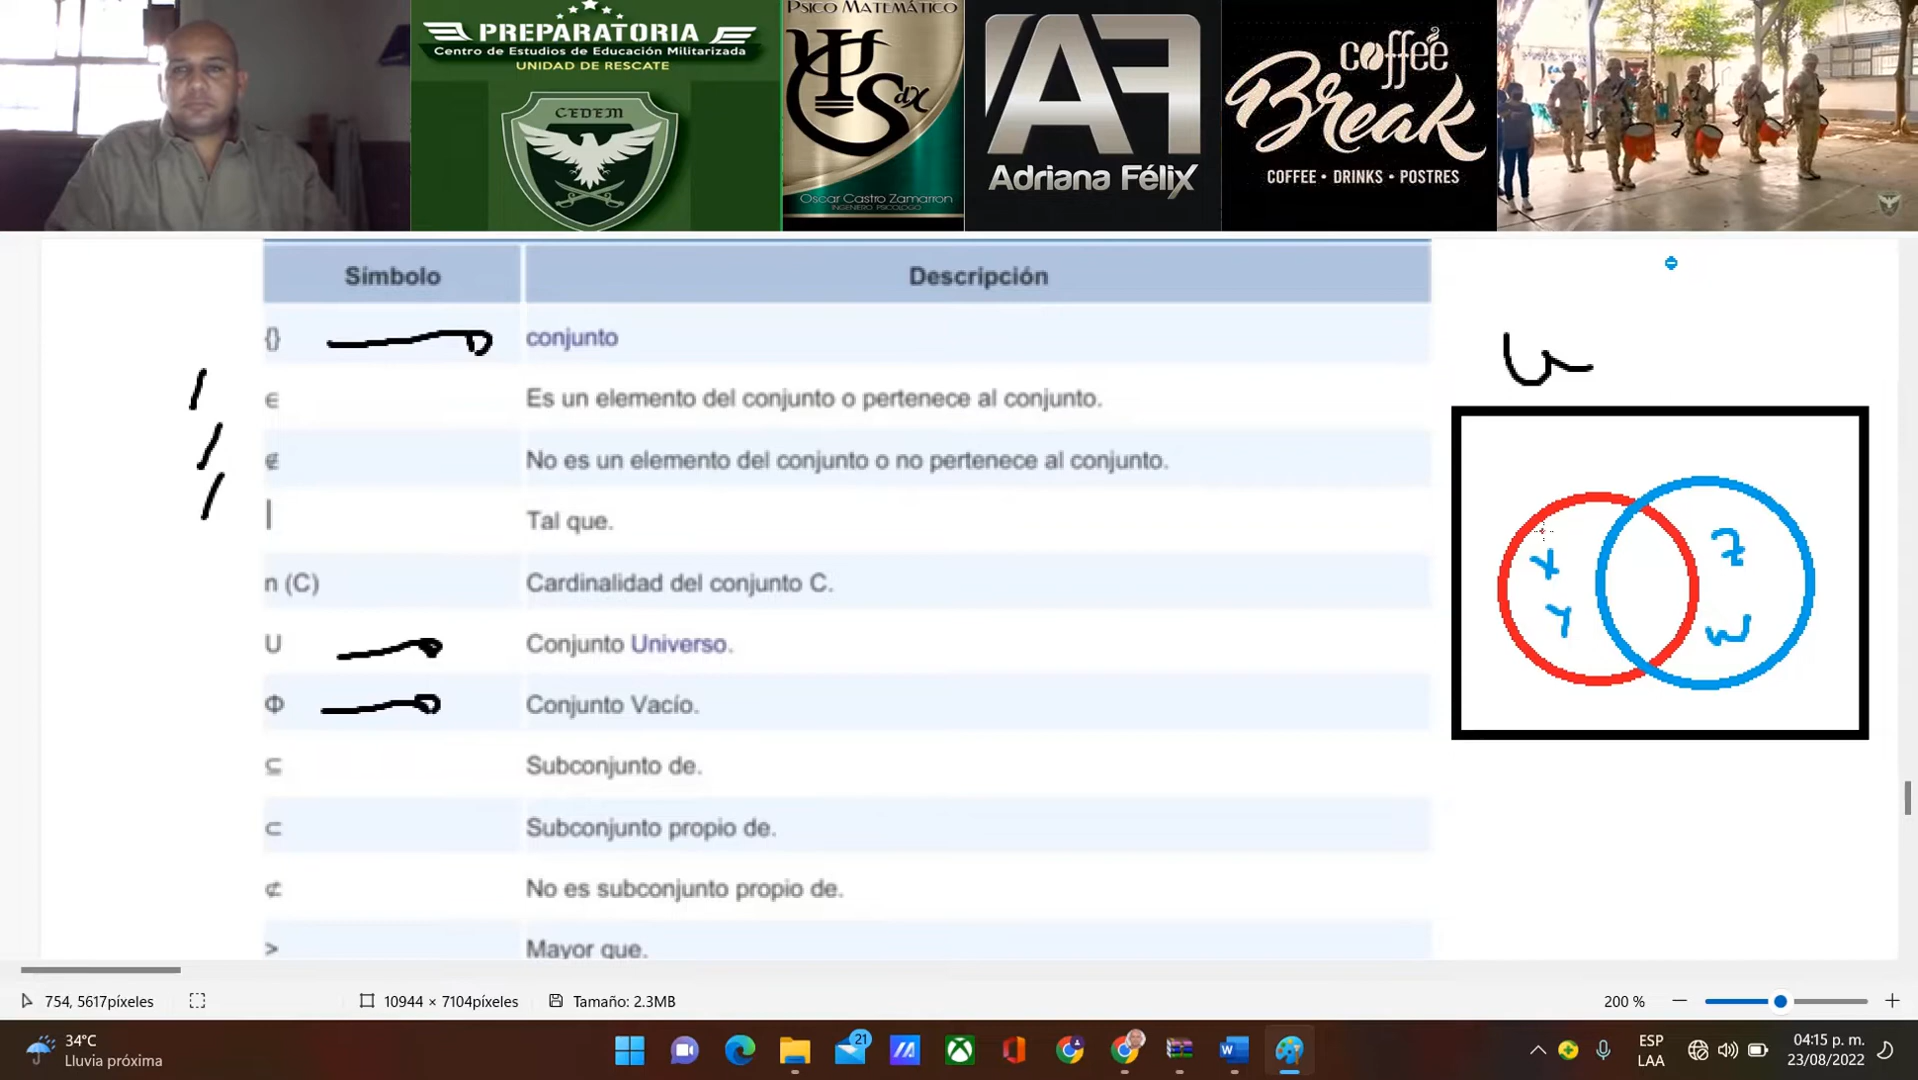 PREPARATORIA
Centro de Estudios de Educación Militarizada
UNIDAD DE RESCATE
CEDEM
PSICO MATEMÁTICO
Oscar Castro Zamarron
INGENIERO PSICOLOGO
AF
Adriana Félix
coffee
Break
COFFEE • DRINKS • POSTRES
Símbolo Descripción
{} conjunto
∈ Es un elemento del conjunto o pertenece al conjunto.
∉ No es un elemento del conjunto o no pertenece al conjunto.
| Tal que.
n (C) Cardinalidad del conjunto C.
U Conjunto Universo.
Φ Conjunto Vacío.
⊆ Subconjunto de.
⊂ Subconjunto propio de.
⊄ No es subconjunto propio de.
> Mayor que.
U
X
Y
Z
W
754, 5617píxeles
10944 × 7104píxeles
Tamaño: 2.3MB
200 %
34°C
Lluvia próxima
21
ESP
LAA
04:15 p. m.
23/08/2022